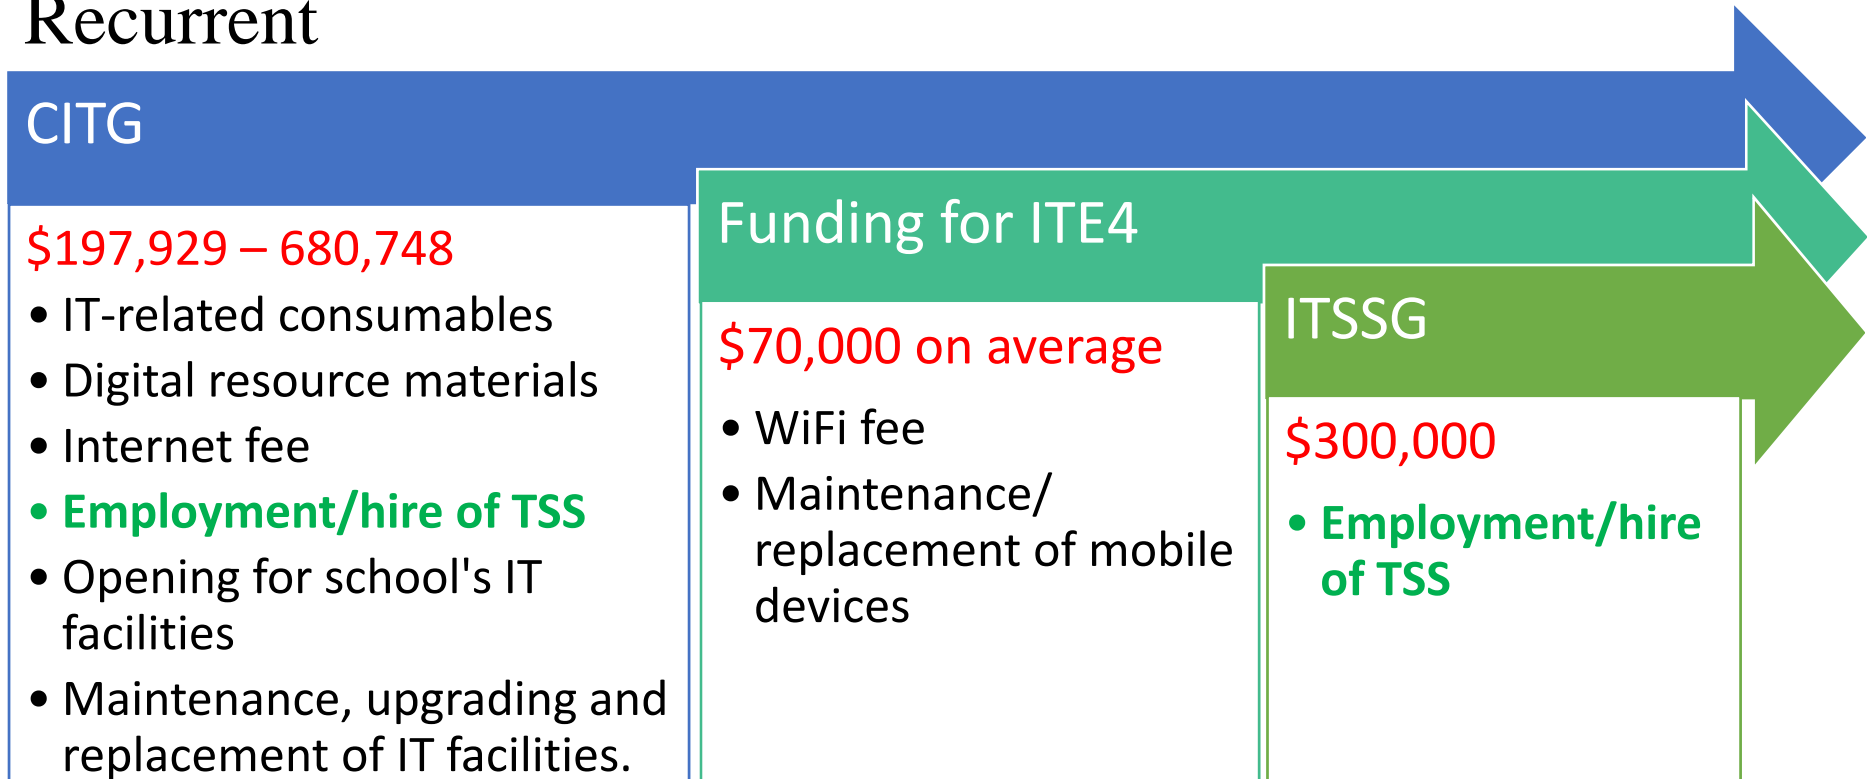 Recurrent
CITG
$197,929 – 680,748
• IT-related consumables
• Digital resource materials
• Internet fee
• Employment/hire of TSS
• Opening for school's IT
facilities
• Maintenance, upgrading and
replacement of IT facilities.
Funding for ITE4
$70,000 on average
• WiFi fee
• Maintenance/
replacement of mobile
devices
ITSSG
$300,000
• Employment/hire
of TSS